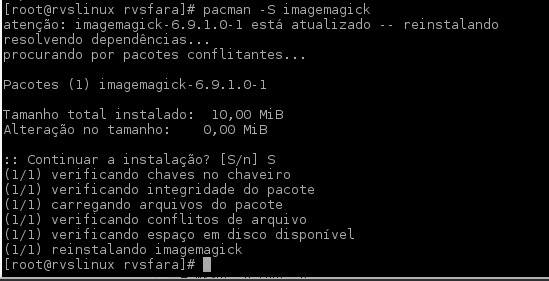 [root@rvslinux rvsfara]# pacman -S imagemagick
atenção: imagemagick-6.9.1.0-1 está atualizado -- reinstalando
resolvendo dependências...
procurando por pacotes conflitantes...
Pacotes (1) imagemagick-6.9.1.0-1
Tamanho total instalado:  10,00 MiB
Alteração no tamanho:    0,00 MiB
:: Continuar a instalação? [S/n] S
(1/1) verificando chaves no chaveiro
(1/1) verificando integridade do pacote
(1/1) carregando arquivos do pacote
(1/1) verificando conflitos de arquivo
(1/1) verificando espaço em disco disponível
(1/1) reinstalando imagemagick
[root@rvslinux rvsfara]#